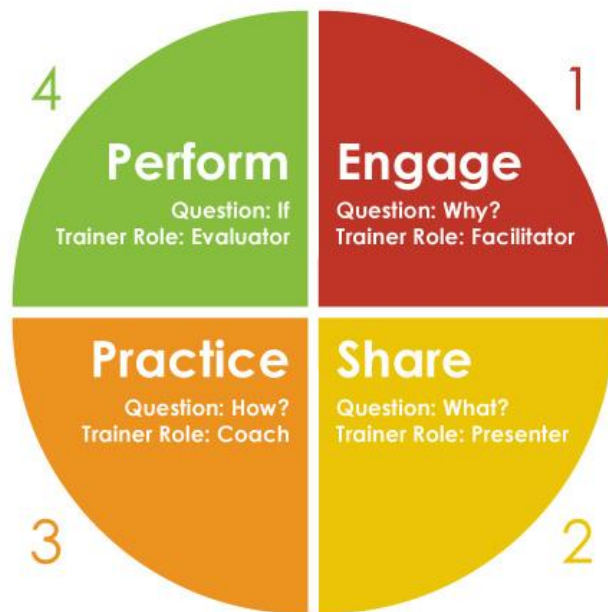 4
1
Perform
Question: If
Trainer Role: Evaluator
Engage
Question: Why?
Trainer Role: Facilitator
Practice
Question: How?
Trainer Role: Coach
Share
Question: What?
Trainer Role: Presenter
3
2